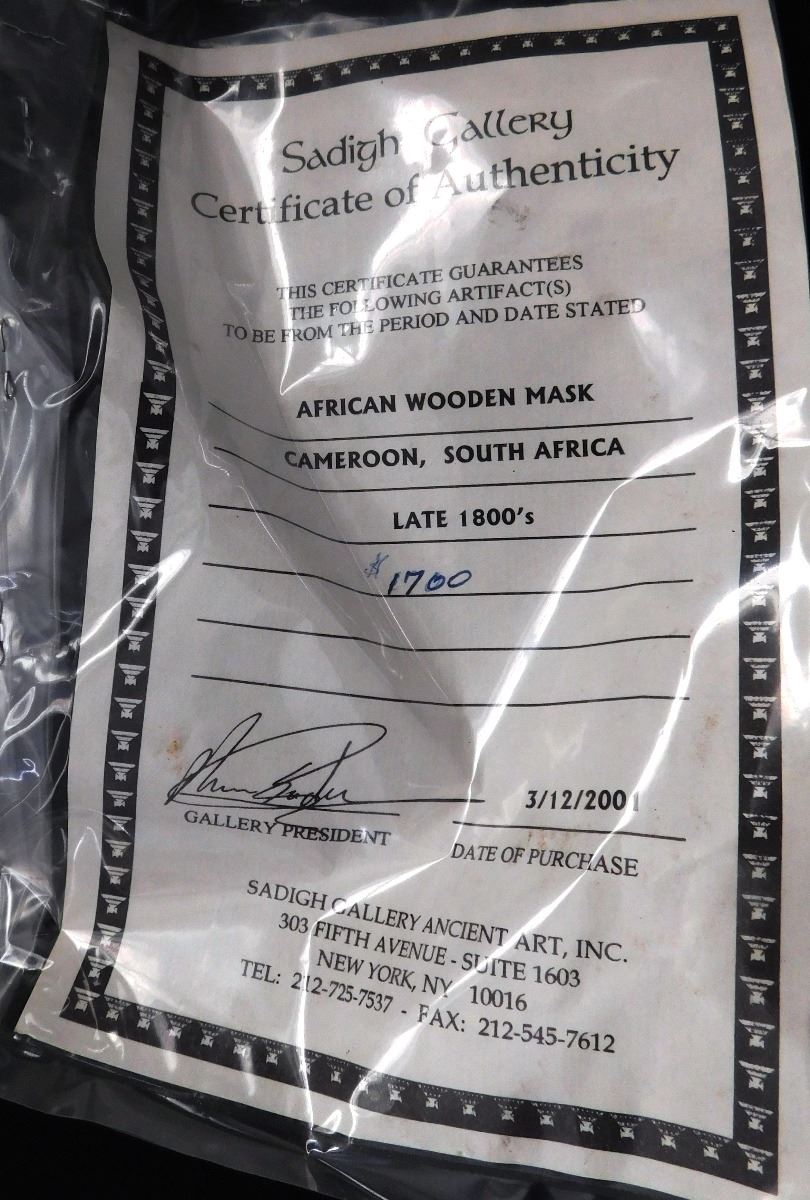 Sadigh Gallery
Certificate of Authenticity
THIS CERTIFICATE GUARANTEES
THE FOLLOWING ARTIFACT(S)
TO BE FROM THE PERIOD AND DATE STATED
AFRICAN WOODEN MASK
CAMEROON, SOUTH AFRICA
LATE 1800's
$1700
GALLERY PRESIDENT
3/12/2001
DATE OF PURCHASE
SADIGH GALLERY ANCIENT ART, INC.
303 FIFTH AVENUE - SUITE 1603
NEW YORK, NY 10016
TEL: 212-725-7537 - FAX: 212-545-7612